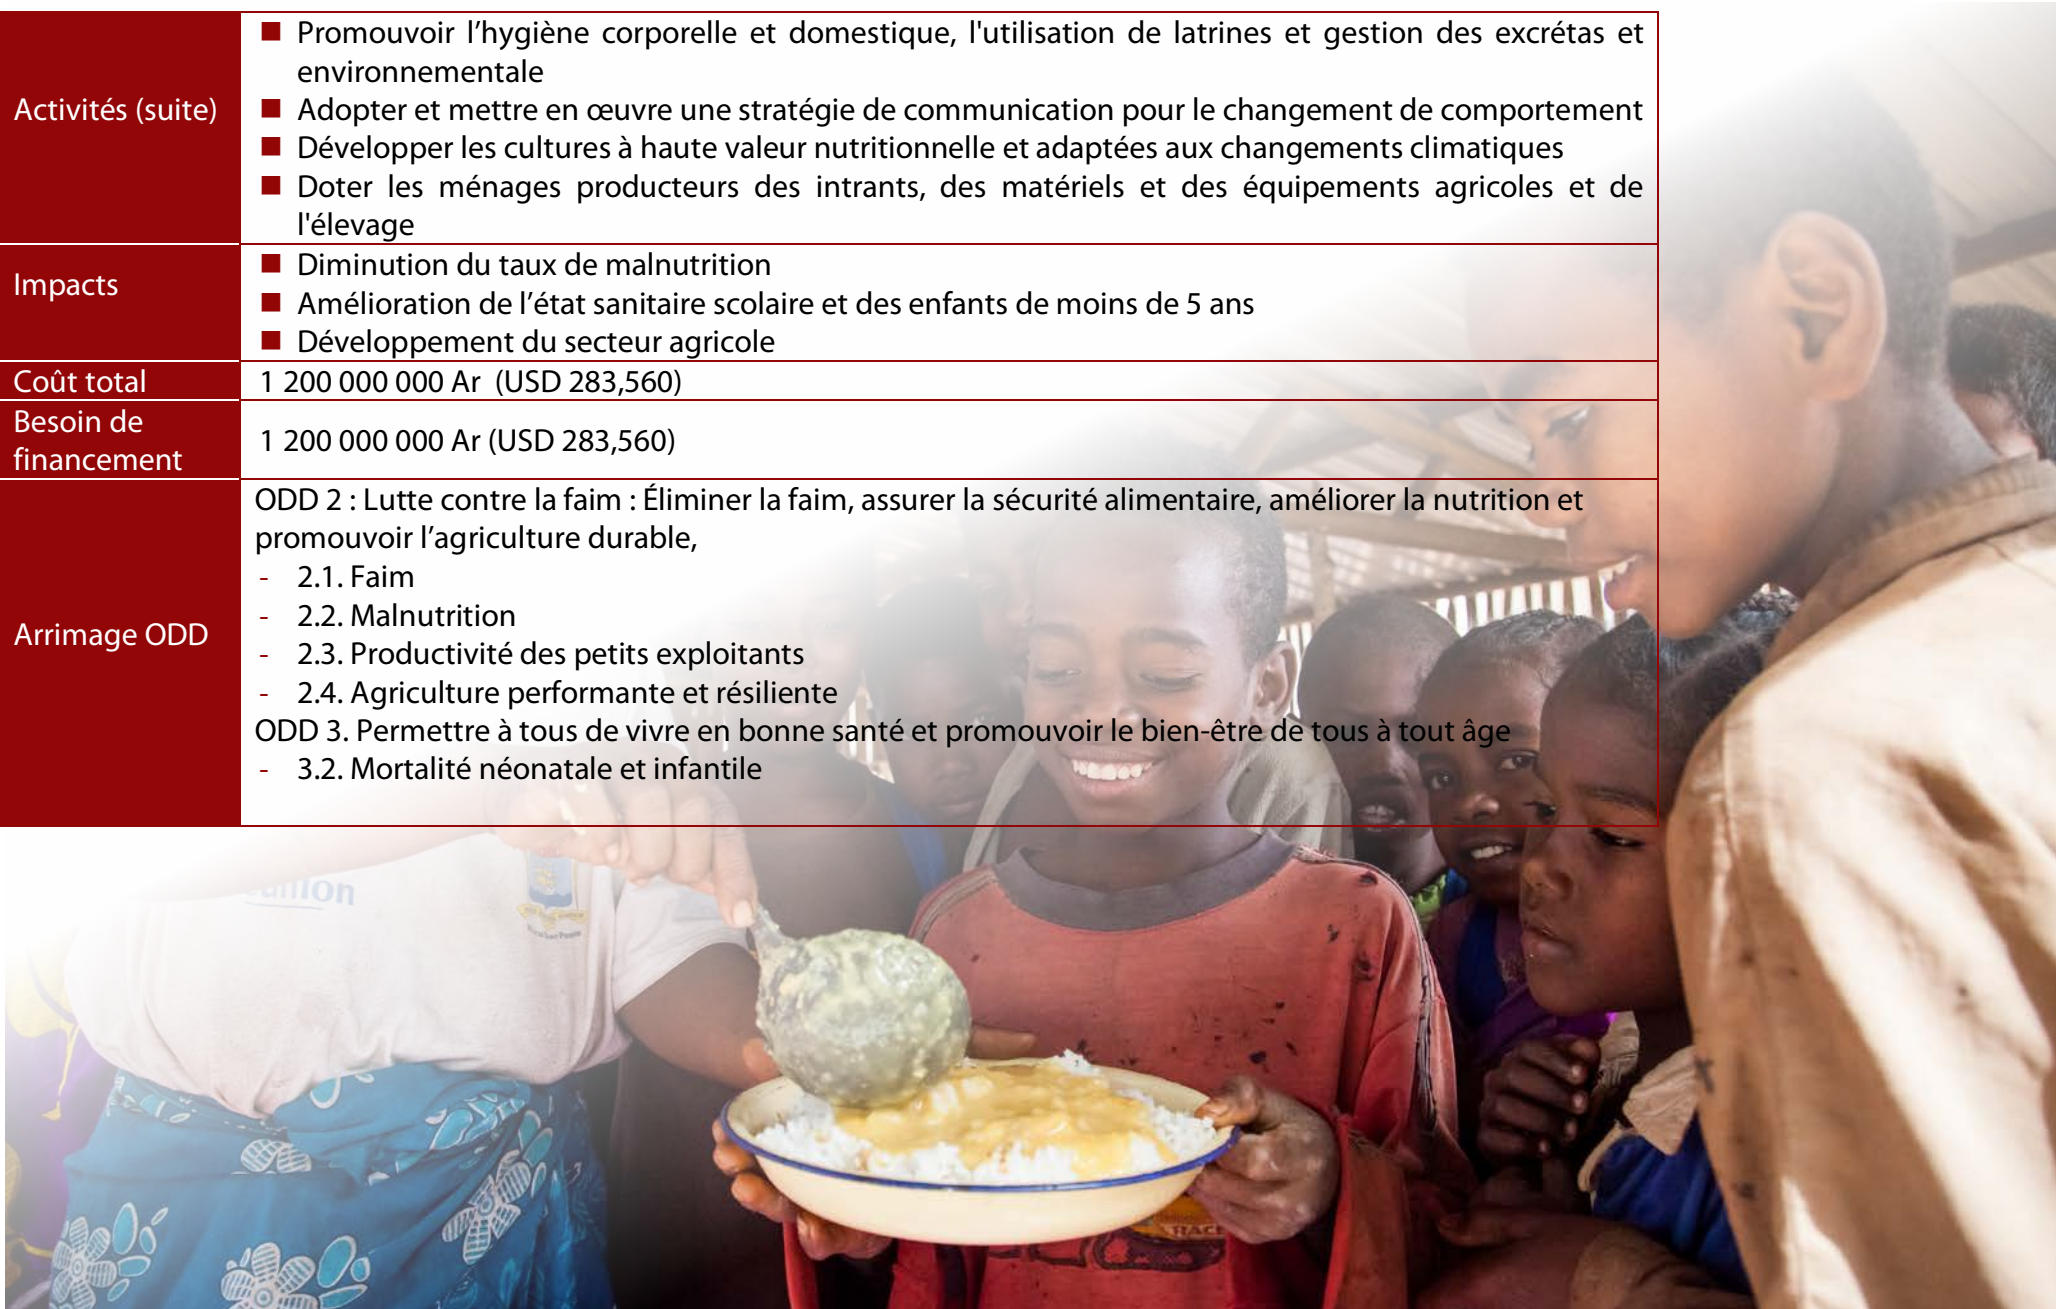 Activités (suite)
■ Promouvoir l’hygiène corporelle et domestique, l'utilisation de latrines et gestion des excrétas et
environnementale
■ Adopter et mettre en œuvre une stratégie de communication pour le changement de comportement
■ Développer les cultures à haute valeur nutritionnelle et adaptées aux changements climatiques
■ Doter les ménages producteurs des intrants, des matériels et des équipements agricoles et de
l'élevage
Impacts
■ Diminution du taux de malnutrition
■ Amélioration de l’état sanitaire scolaire et des enfants de moins de 5 ans
■ Développement du secteur agricole
Coût total
1 200 000 000 Ar (USD 283,560)
Besoin de
financement
1 200 000 000 Ar (USD 283,560)
Arrimage ODD
ODD 2 : Lutte contre la faim : Éliminer la faim, assurer la sécurité alimentaire, améliorer la nutrition et
promouvoir l’agriculture durable,
- 2.1. Faim
- 2.2. Malnutrition
- 2.3. Productivité des petits exploitants
- 2.4. Agriculture performante et résiliente
ODD 3. Permettre à tous de vivre en bonne santé et promouvoir le bien-être de tous à tout âge
- 3.2. Mortalité néonatale et infantile